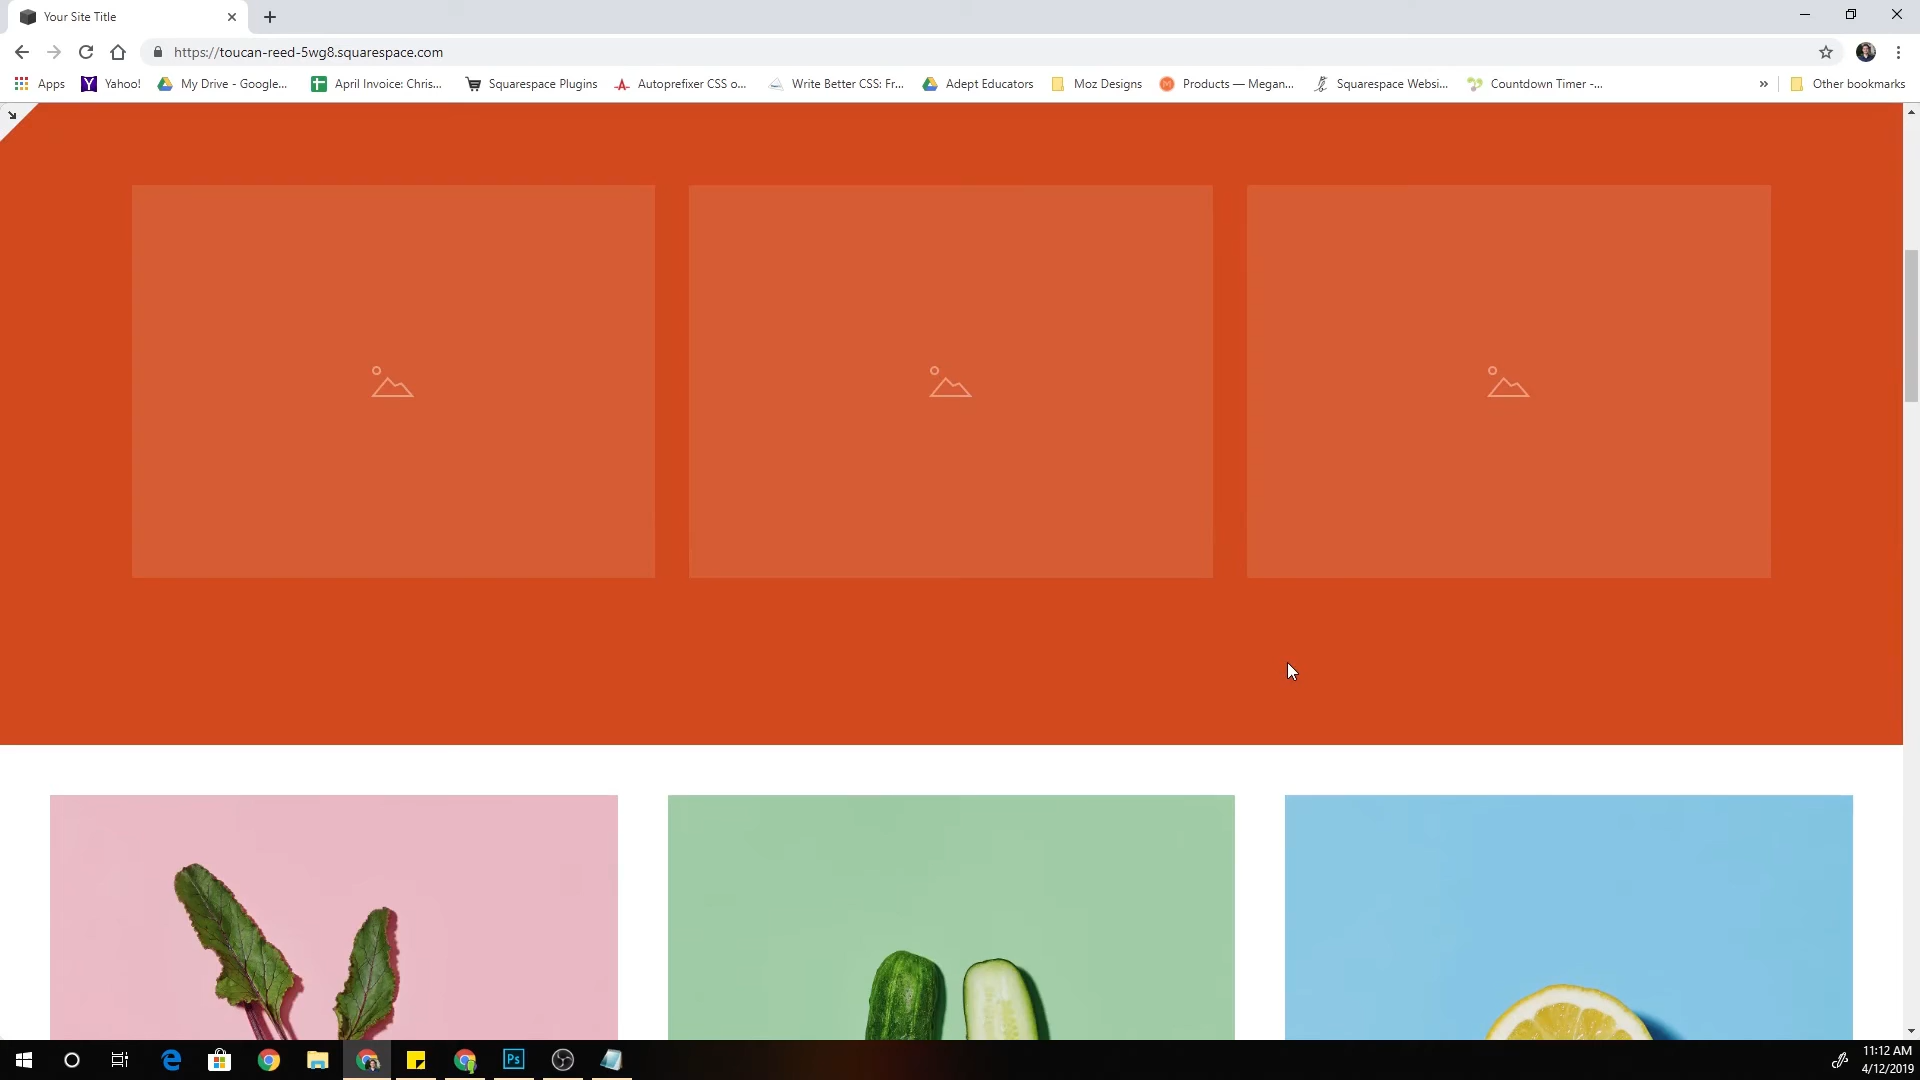 Your Site Title
https://toucan-reed-5wg8.squarespace.com
Apps Yahoo! My Drive - Google... April Invoice: Chris... Squarespace Plugins Autoprefixer CSS o... Write Better CSS: Fr... Adept Educators Moz Designs Products — Megan... Squarespace Websi... Countdown Timer -... » Other bookmarks
Ps
11:12 AM
4/12/2019